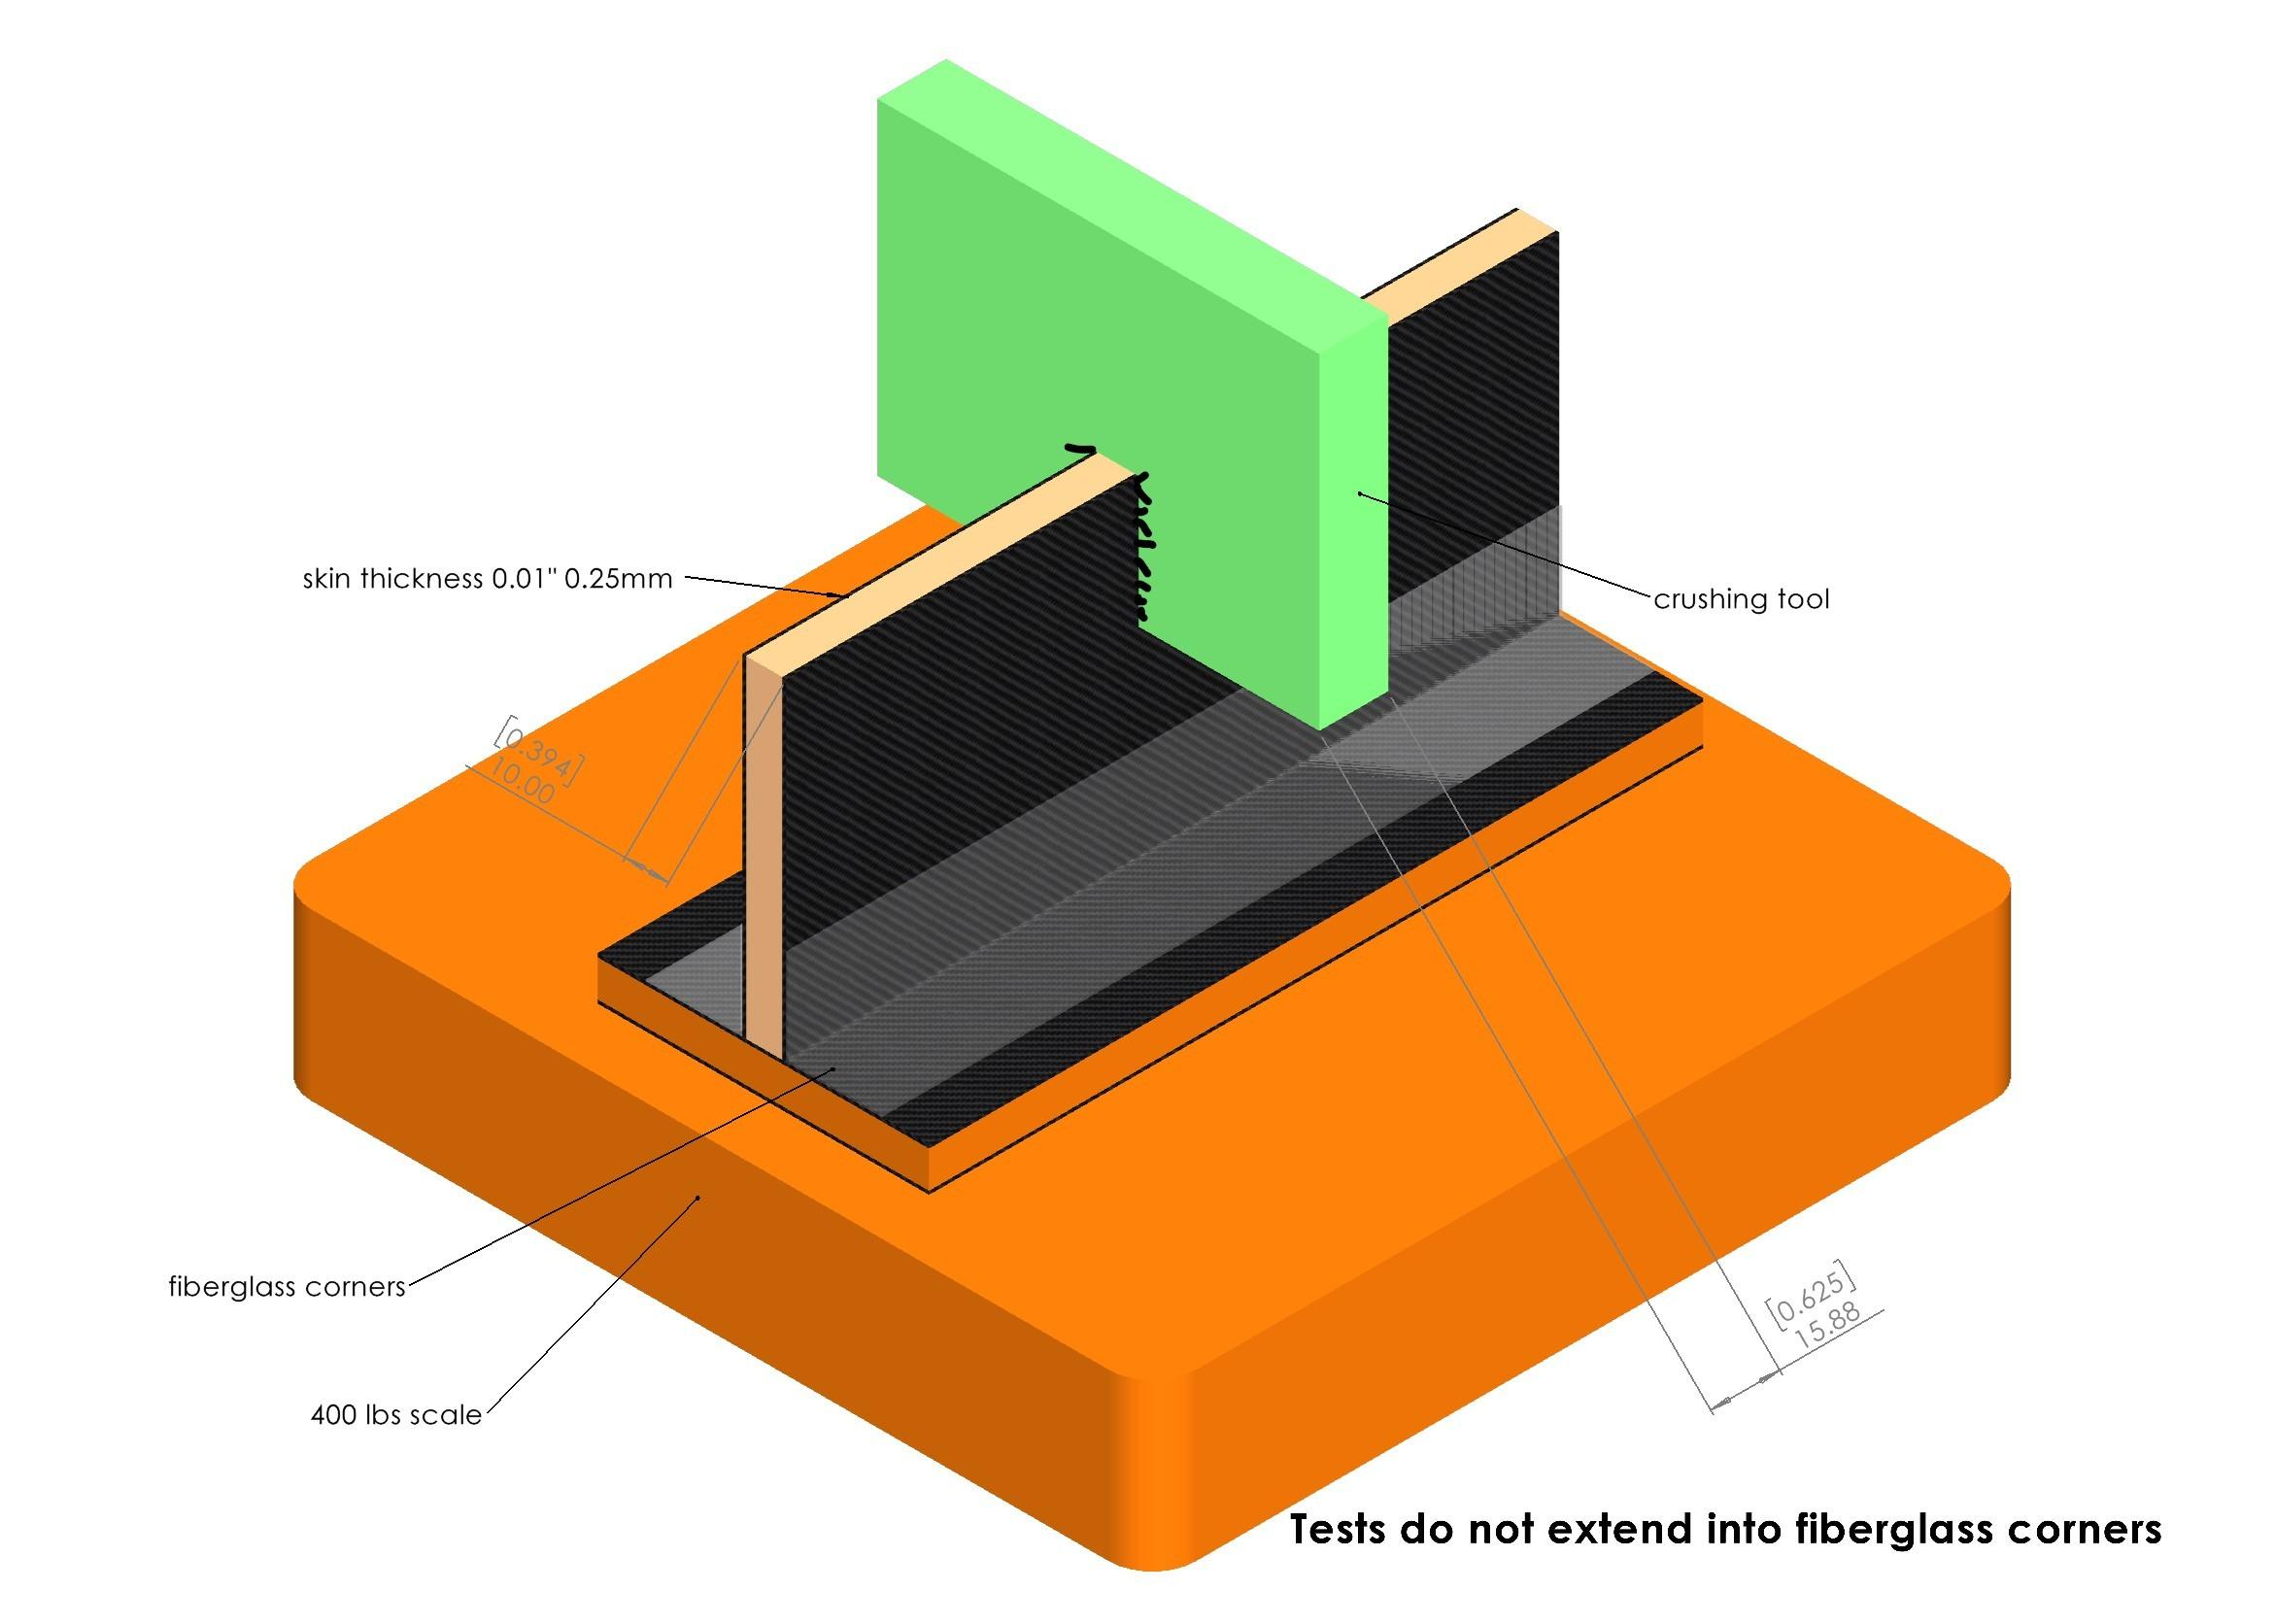 skin thickness 0.01" 0.25mm
crushing tool
[0.394]
10.00
fiberglass corners
400 lbs scale
[0.625]
15.88
Tests do not extend into fiberglass corners